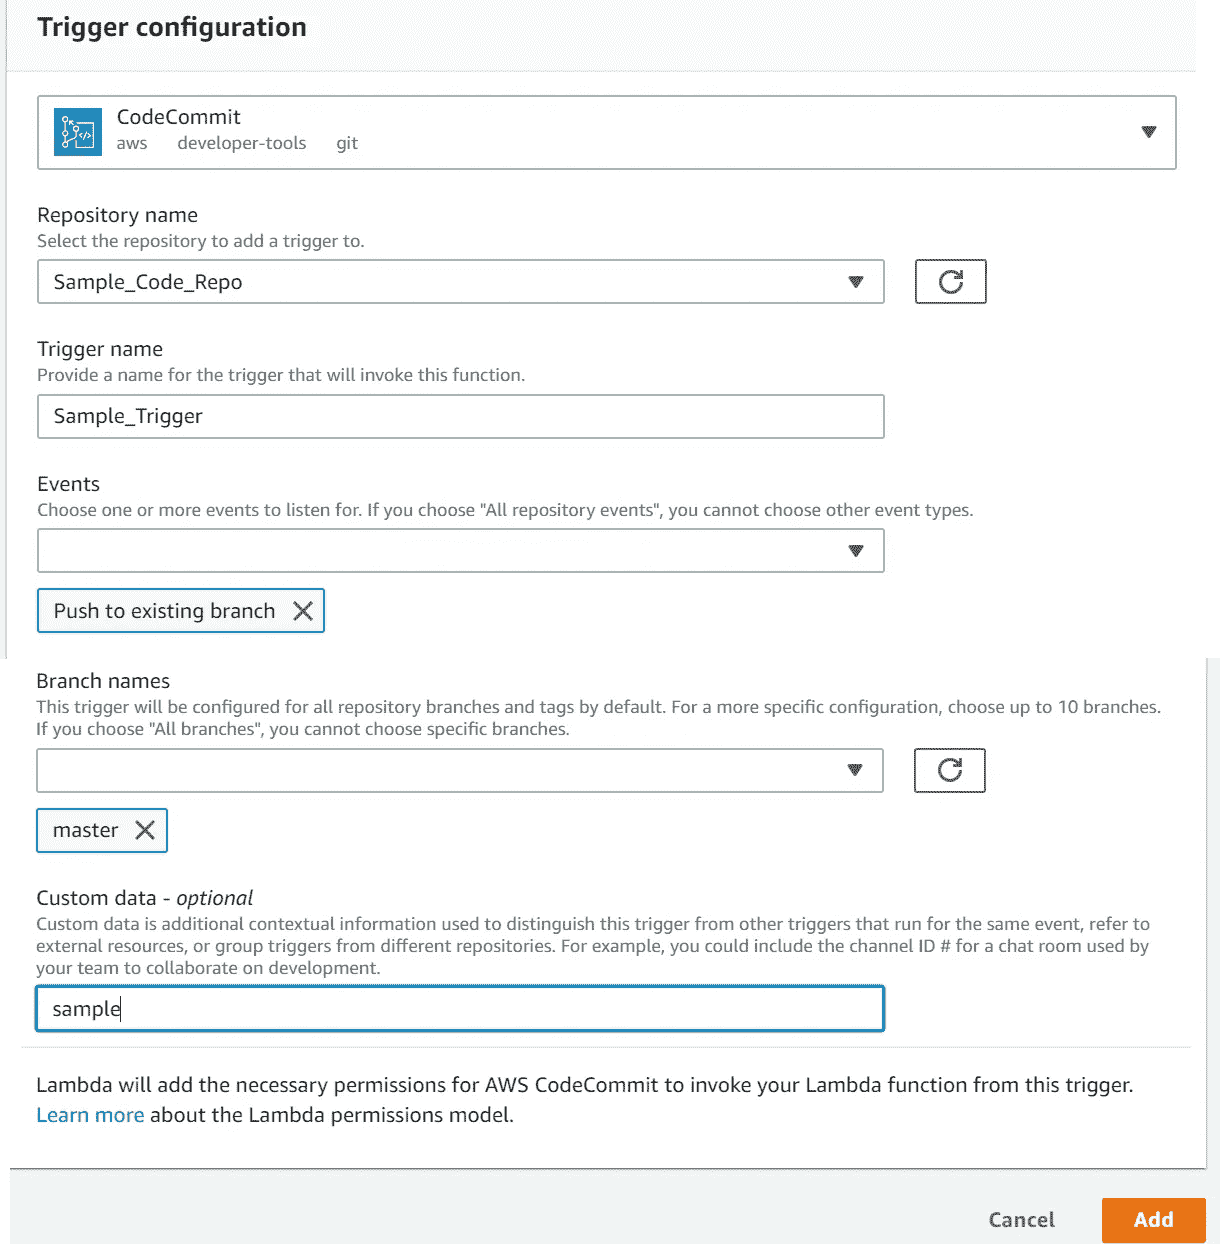 Trigger configuration
CodeCommit
aws developer-tools git
Repository name
Select the repository to add a trigger to.
Sample_Code_Repo
Trigger name
Provide a name for the trigger that will invoke this function.
Sample_Trigger
Events
Choose one or more events to listen for. If you choose "All repository events", you cannot choose other event types.
Push to existing branch
Branch names
This trigger will be configured for all repository branches and tags by default. For a more specific configuration, choose up to 10 branches.
If you choose "All branches", you cannot choose specific branches.
master
Custom data - optional
Custom data is additional contextual information used to distinguish this trigger from other triggers that run for the same event, refer to
external resources, or group triggers from different repositories. For example, you could include the channel ID # for a chat room used by
your team to collaborate on development.
sample
Lambda will add the necessary permissions for AWS CodeCommit to invoke your Lambda function from this trigger.
Learn more about the Lambda permissions model.
Cancel Add